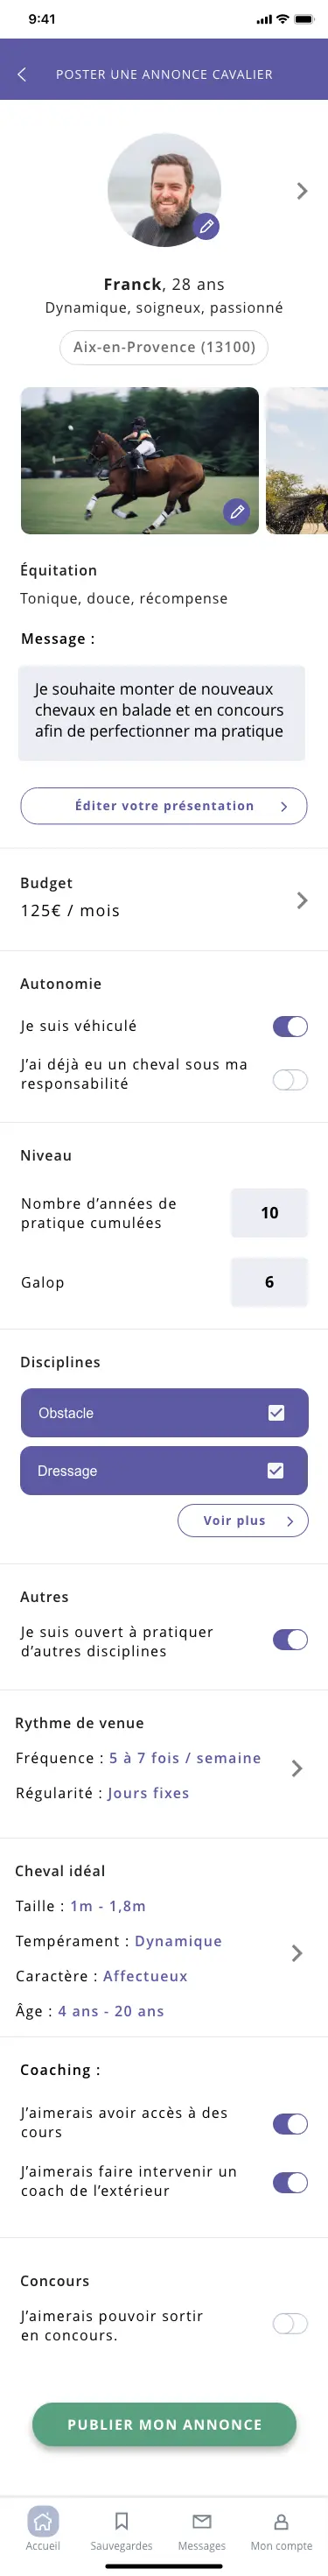 9:41
POSTER UNE ANNONCE CAVALIER
Franck, 28 ans
Dynamique, soigneux, passionné
Aix-en-Provence (13100)
Équitation
Tonique, douce, récompense
Message :
Je souhaite monter de nouveaux
chevaux en balade et en concours
afin de perfectionner ma pratique
Éditer votre présentation
Budget
125€ / mois
Autonomie
Je suis véhiculé
J’ai déjà eu un cheval sous ma
responsabilité
Niveau
Nombre d’années de
pratique cumulées
10
Galop
6
Disciplines
Obstacle
Dressage
Voir plus
Autres
Je suis ouvert à pratiquer
d’autres disciplines
Rythme de venue
Fréquence : 5 à 7 fois / semaine
Régularité : Jours fixes
Cheval idéal
Taille : 1m - 1,8m
Tempérament : Dynamique
Caractère : Affectueux
Âge : 4 ans - 20 ans
Coaching :
J’aimerais avoir accès à des
cours
J’aimerais faire intervenir un
coach de l’extérieur
Concours
J’aimerais pouvoir sortir
en concours.
PUBLIER MON ANNONCE
Accueil
Sauvegardes
Messages
Mon compte